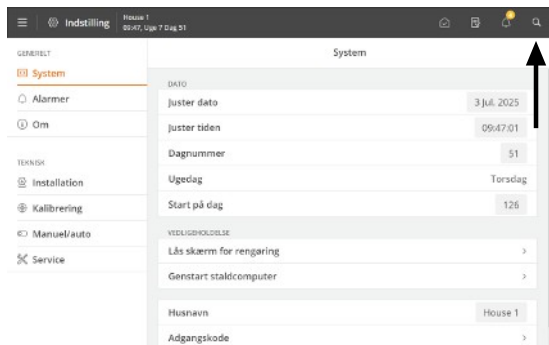 Indstilling
House 1
09:47, Uge 7 Dag 51
GENERELT
System
Alarmer
Om
TEKNISK
Installation
Kalibrering
Manuel/auto
Service
System
DATO
Juster dato 3 Jul. 2025
Juster tiden 09:47:01
Dagnummer 51
Ugedag Torsdag
Start på dag 126
VEDLIGEHOLDELSE
Lås skærm for rengøring
Genstart staldcomputer
Husnavn House 1
Adgangskode